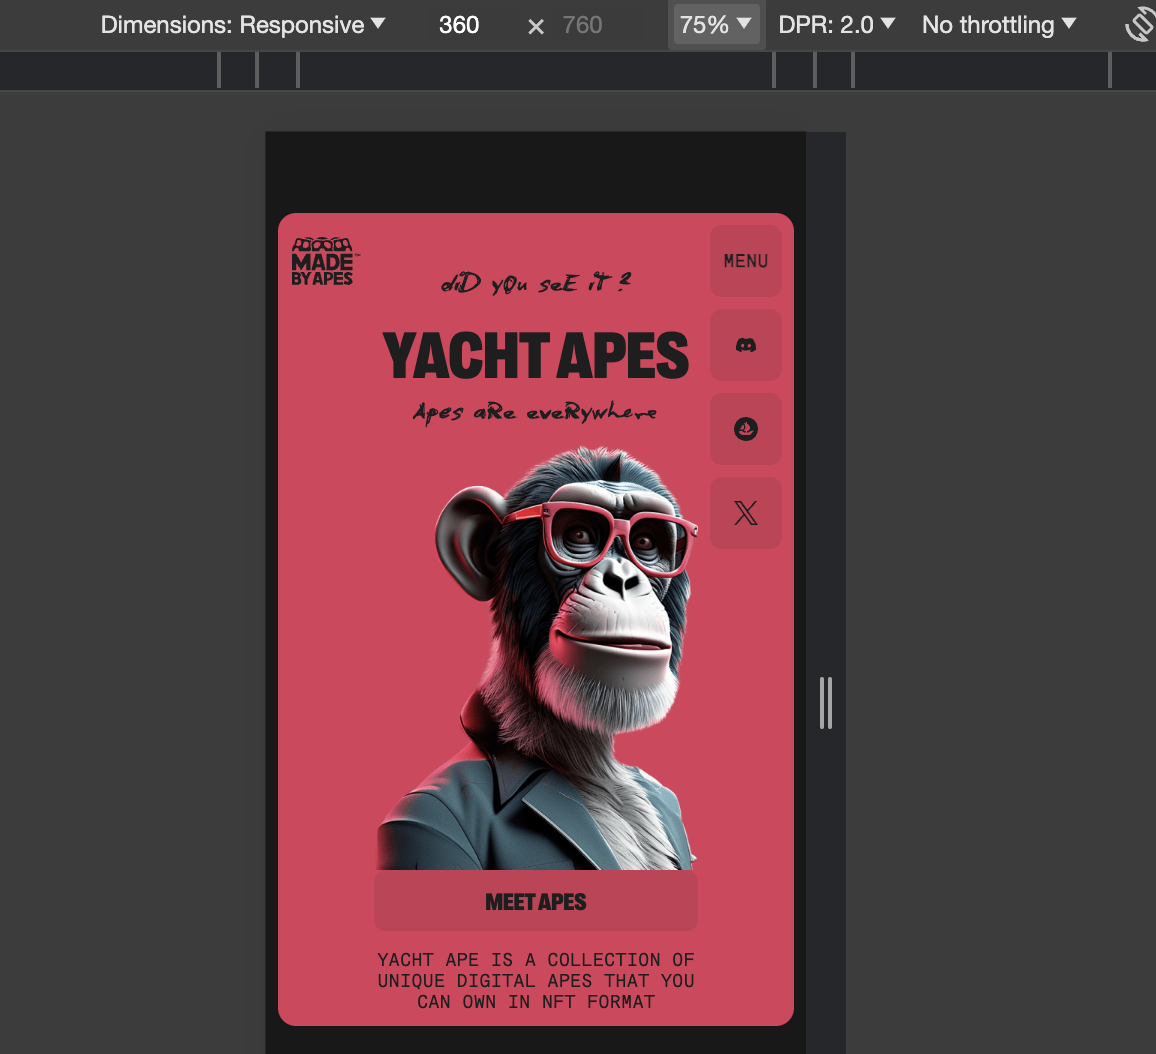 Dimensions: Responsive 360 × 760 75% DPR: 2.0 No throttling
MADE
BY APES
™
MENU
diD yOu seE iT ?
YACHT APES
Apes aRe eveRywhere
MEET APES
YACHT APE IS A COLLECTION OF
UNIQUE DIGITAL APES THAT YOU
CAN OWN IN NFT FORMAT